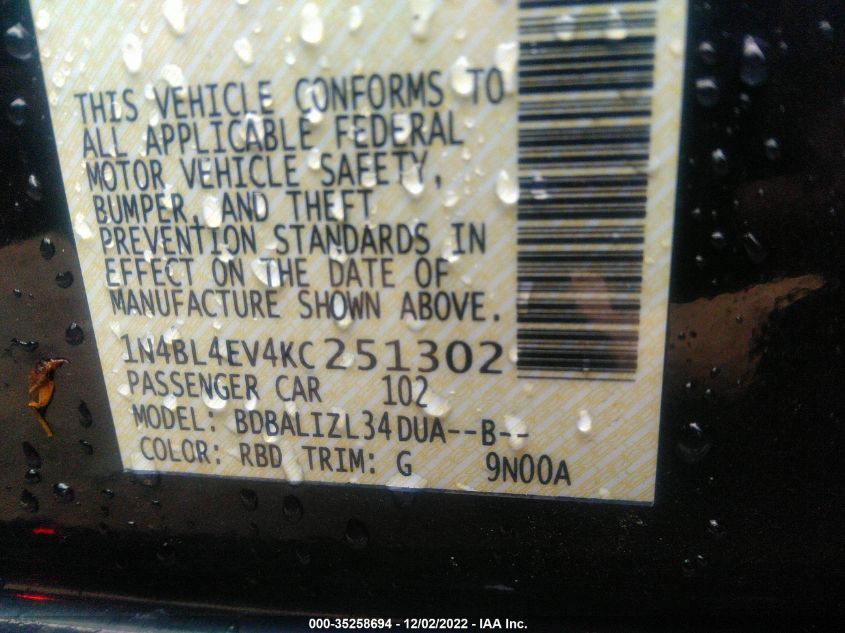 THIS VEHICLE CONFORMS TO
ALL APPLICABLE FEDERAL
MOTOR VEHICLE SAFETY,
BUMPER, AND THEFT
PREVENTION STANDARDS IN
EFFECT ON THE DATE OF
MANUFACTURE SHOWN ABOVE.
1N4BL4EV4KC251302
PASSENGER CAR 102
MODEL: BDBALIZL34DUA--B--
COLOR: RBD TRIM: G 9N00A
000-35258694 - 12/02/2022 - IAA Inc.